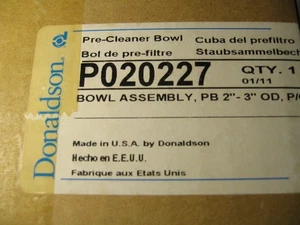 Donaldson.
Pre-Cleaner Bowl Cuba del prefiltro
Bol de pre-filtre Staubsammelbech
P020227 QTY. 1
01/11
BOWL ASSEMBLY, PB 2"- 3" OD, P/
Made in U.S.A. by Donaldson
Hecho en E.E.U.U.
Fabrique aux Etats Unis